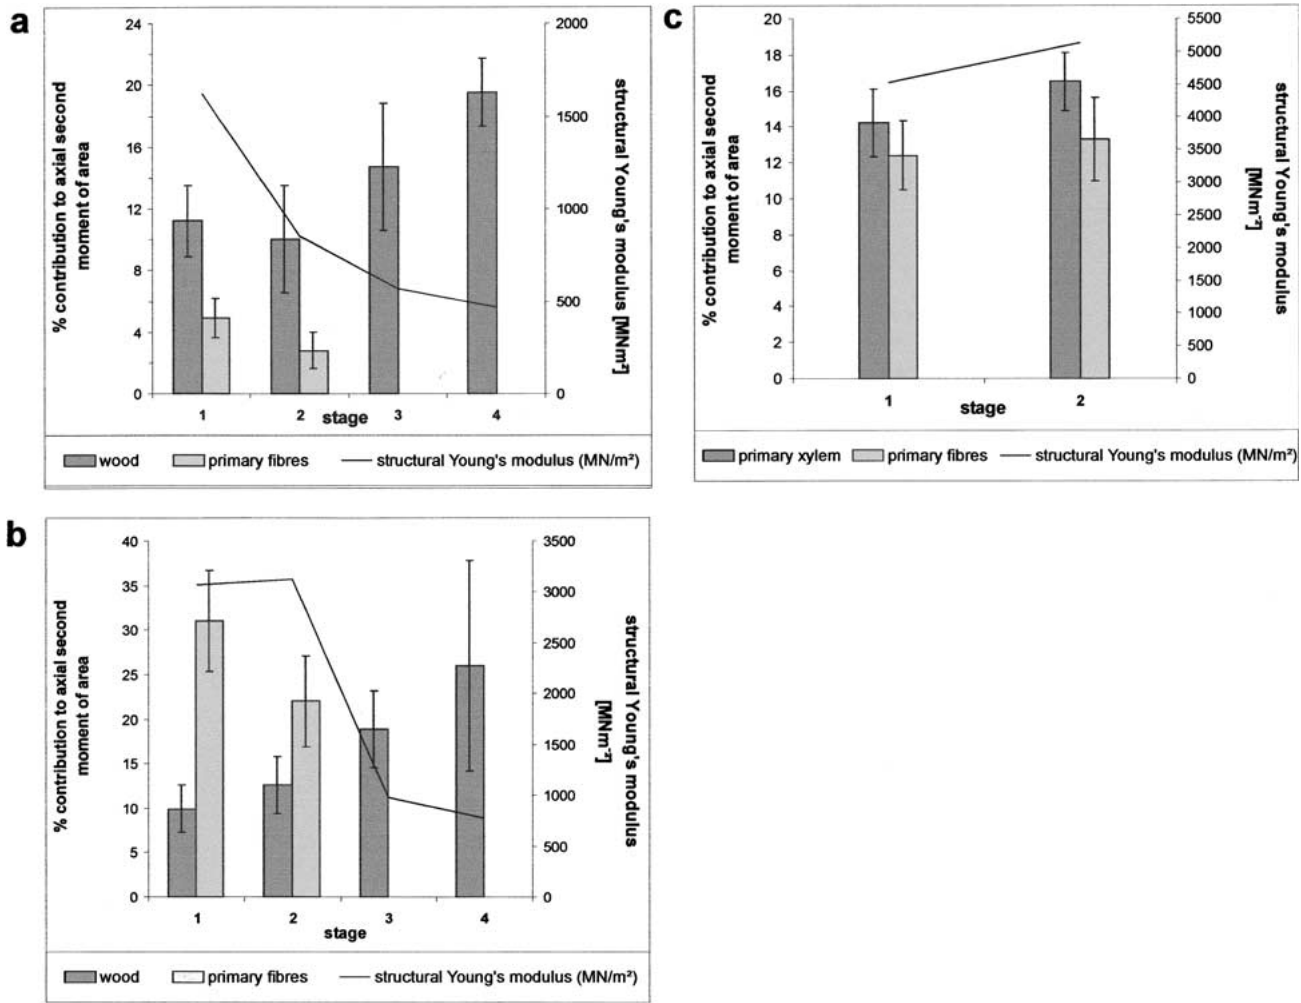 a
24
20
16
12
8
4
0
% contribution to axial second
moment of area
2000
1500
1000
500
0
structural Young's modulus [MNm²]
1 2 3 4
stage
wood primary fibres structural Young's modulus (MN/m²)
c
20
18
16
14
12
10
8
6
4
2
0
% contribution to axial second
moment of area
5500
5000
4500
4000
3500
3000
2500
2000
1500
1000
500
0
structural Young's modulus
[MNm⁻²]
1 2
stage
primary xylem primary fibres structural Young's modulus (MN/m²)
b
40
35
30
25
20
15
10
5
0
% contribution to axial second
moment of area
3500
3000
2500
2000
1500
1000
500
0
structural Young's modulus
[MNm⁻²]
1 2 3 4
stage
wood primary fibres structural Young's modulus (MN/m²)